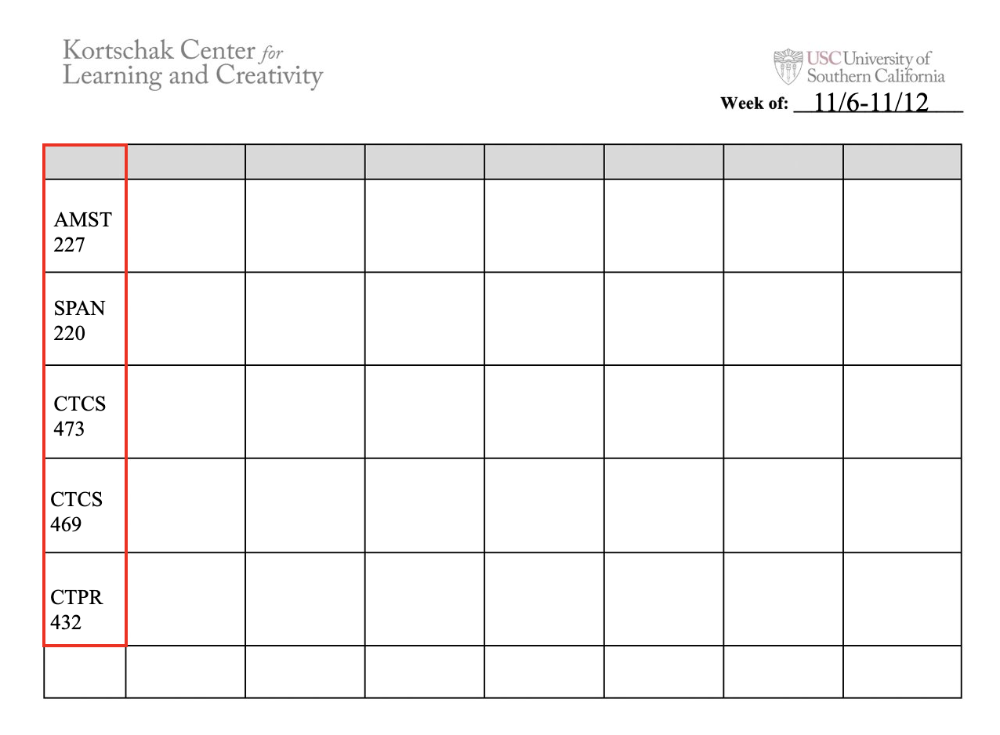 Kortschak Center for
Learning and Creativity
USC University of
Southern California
Week of: 11/6-11/12
AMST
227
SPAN
220
CTCS
473
CTCS
469
CTPR
432